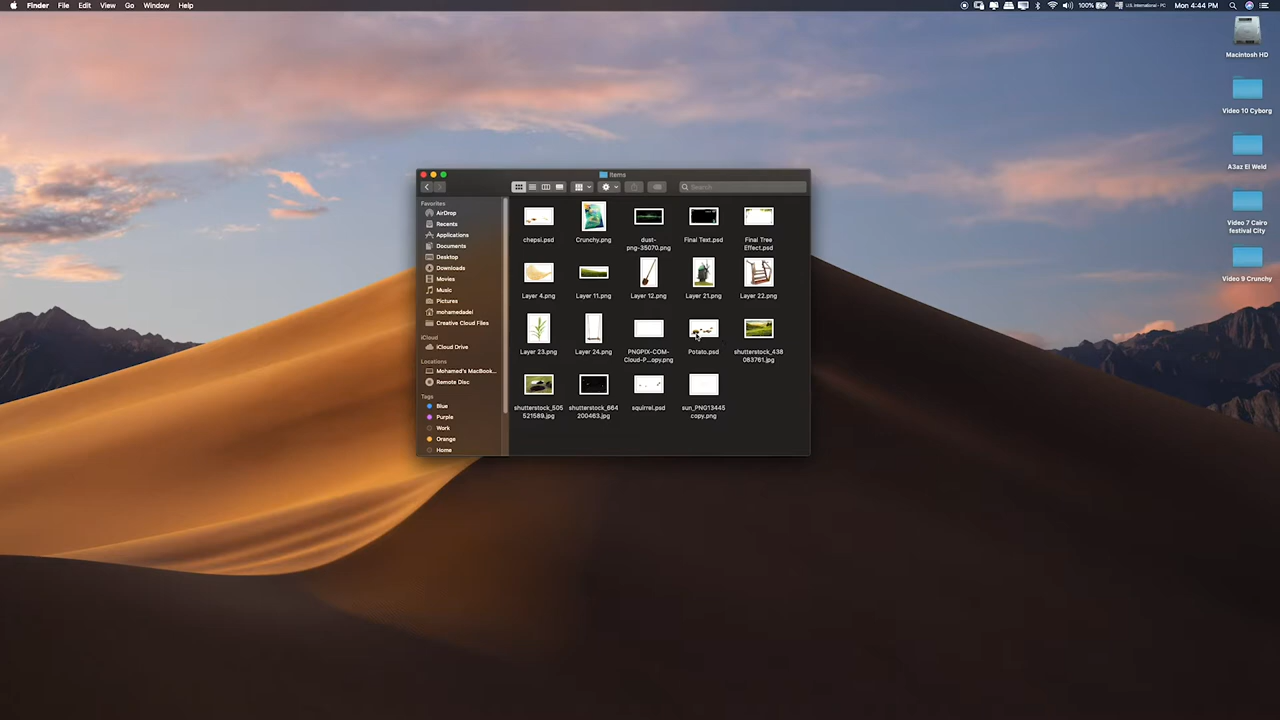 Finder File Edit View Go Window Help
100% U.S. International - PC Mon 4:44 PM
Macintosh HD
Video 10 Cyborg
A3az El Weld
Video 7 Cairo
festival City
Video 9 Crunchy
Items
Search
Favorites
AirDrop
Recents
Applications
Documents
Desktop
Downloads
Movies
Music
Pictures
mohamedadel
Creative Cloud Files
iCloud
iCloud Drive
Locations
Mohamed's MacBook...
Remote Disc
Tags
Blue
Purple
Work
Orange
Home
chepsi.psd
Crunchy.png
dust-
png-35070.png
Final Text.psd
Final Tree
Effect.psd
Layer 4.png
Layer 11.png
Layer 12.png
Layer 21.png
Layer 22.png
Layer 23.png
Layer 24.png
PNGPIX-COM-
Cloud-P...opy.png
Potato.psd
shutterstock_438
083761.jpg
shutterstock_505
521589.jpg
shutterstock_664
200463.jpg
squirrel.psd
sun_PNG13445
copy.png